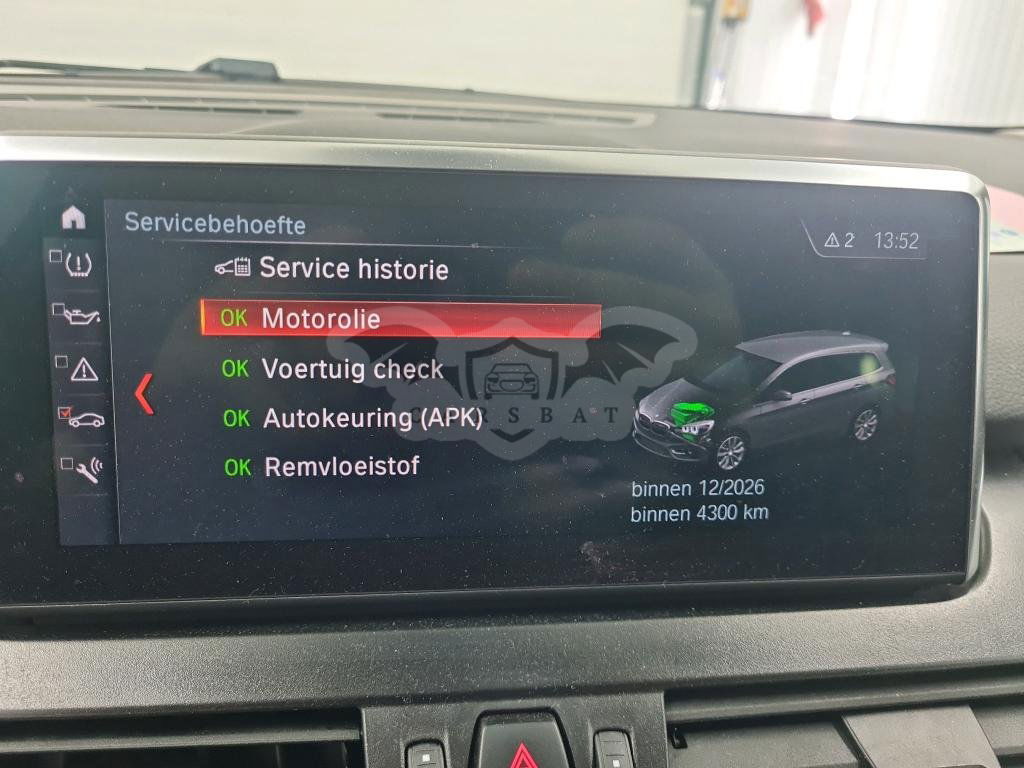 Servicebehoefte
2 13:52
Service historie
OK Motorolie
OK Voertuig check
OK Autokeuring (APK)
OK Remvloeistof
binnen 12/2026
binnen 4300 km
CARSBAT